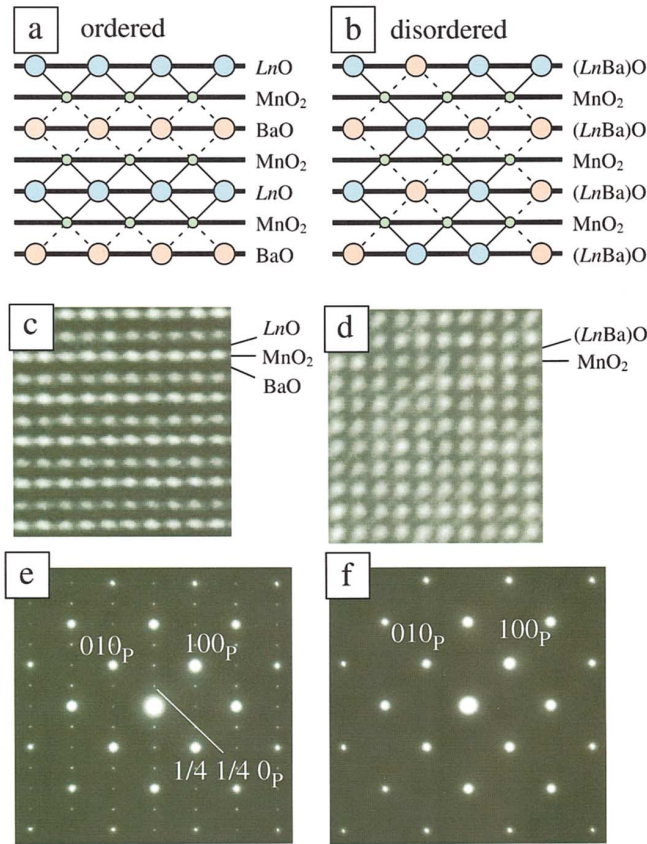 a ordered
LnO
MnO₂
BaO
MnO₂
LnO
MnO₂
BaO
b disordered
(LnBa)O
MnO₂
(LnBa)O
MnO₂
(LnBa)O
MnO₂
(LnBa)O
c
LnO
MnO₂
BaO
d
(LnBa)O
MnO₂
e
010ₚ 100ₚ
1/4 1/4 0ₚ
f
010ₚ 100ₚ